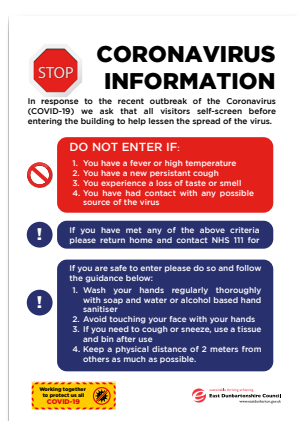 STOP
CORONAVIRUS
INFORMATION
In response to the recent outbreak of the Coronavirus
(COVID-19) we ask that all visitors self-screen before
entering the building to help lessen the spread of the virus.
DO NOT ENTER IF:
1. You have a fever or high temperature
2. You have a new persistant cough
3. You experience a loss of taste or smell
4. You have had contact with any possible
source of the virus
! If you have met any of the above criteria
please return home and contact NHS 111 for
If you are safe to enter please do so and follow
the guidance below:
! 1. Wash your hands regularly thoroughly
with soap and water or alcohol based hand
sanitiser
2. Avoid touching your face with your hands
3. If you need to cough or sneeze, use a tissue
and bin after use
4. Keep a physical distance of 2 meters from
others as much as possible.
Working together
to protect us all
COVID-19
sustainable thriving achieving
East Dunbartonshire Council
www.eastdunbarton.gov.uk